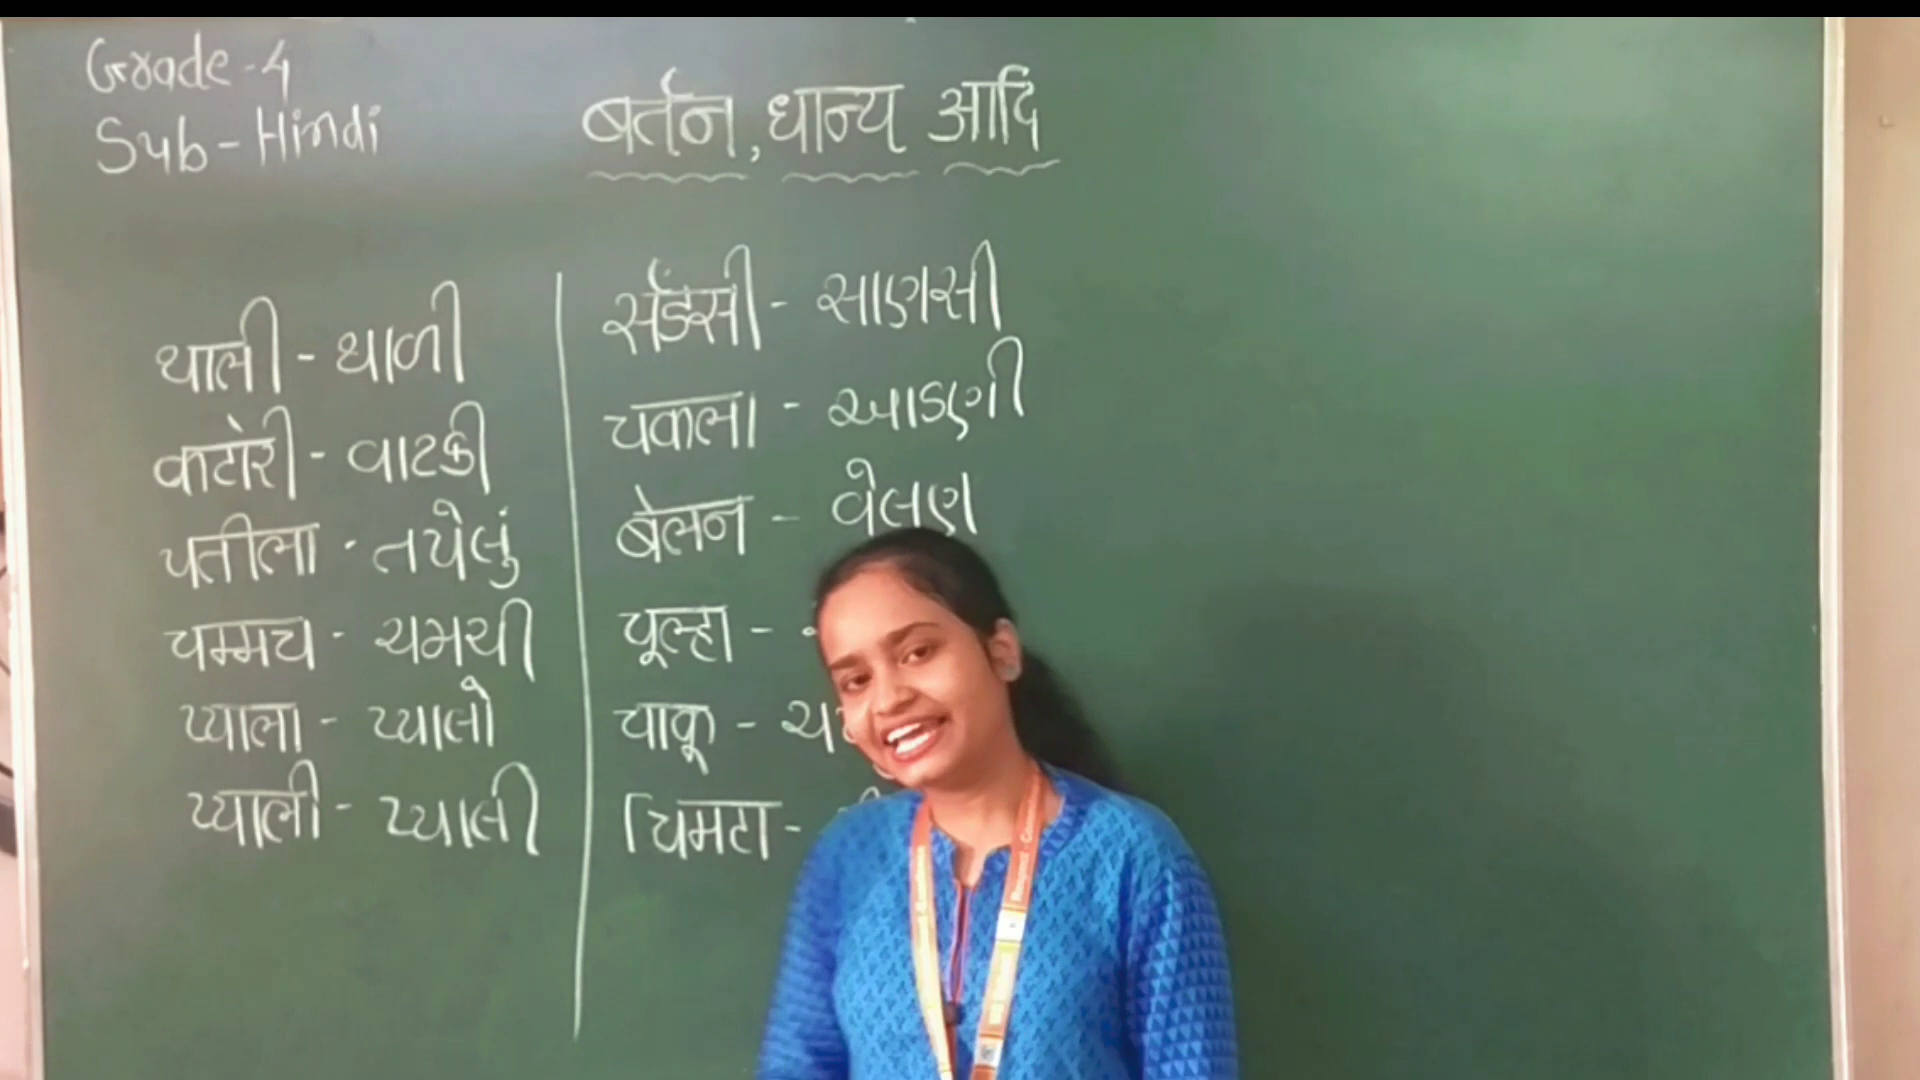 Grade-4
Sub-Hindi
बर्तन, धान्य आदि
थाली - થાળી
कटोरी - વાટકી
पतीला - તપેલું
चम्मच - ચમચી
प्याला - પ્યાલો
प्याली - પ્યાલી
सँडसी - સાણસી
चकला - આડણી
बेलन - વેલણ
चूल्हा -
चाकू -
चिमटा -